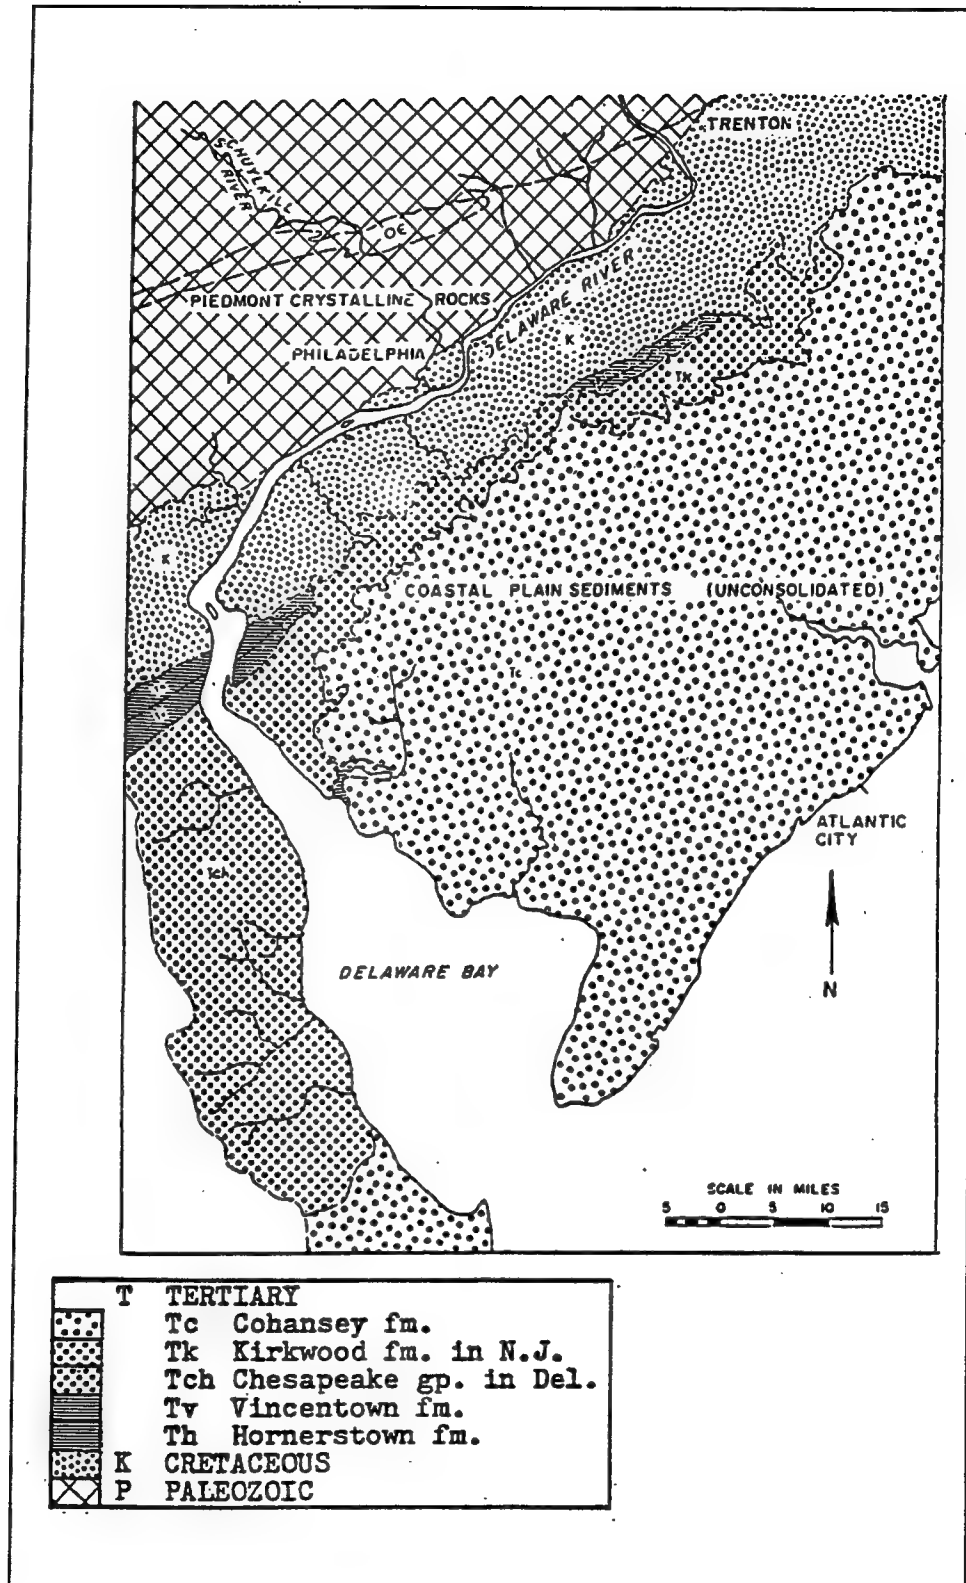 TRENTON
SCHUYLKILL
RIVER
OE
PIEDMONT CRYSTALLINE ROCKS
DELAWARE RIVER
PHILADELPHIA
K
Tk
P
K
COASTAL PLAIN SEDIMENTS (UNCONSOLIDATED)
Tc
ATLANTIC
CITY
Tch
DELAWARE BAY
N
SCALE IN MILES
5 0 5 10 15
T TERTIARY
Tc Cohansey fm.
Tk Kirkwood fm. in N.J.
Tch Chesapeake gp. in Del.
Tv Vincentown fm.
Th Hornerstown fm.
K CRETACEOUS
P PALEOZOIC